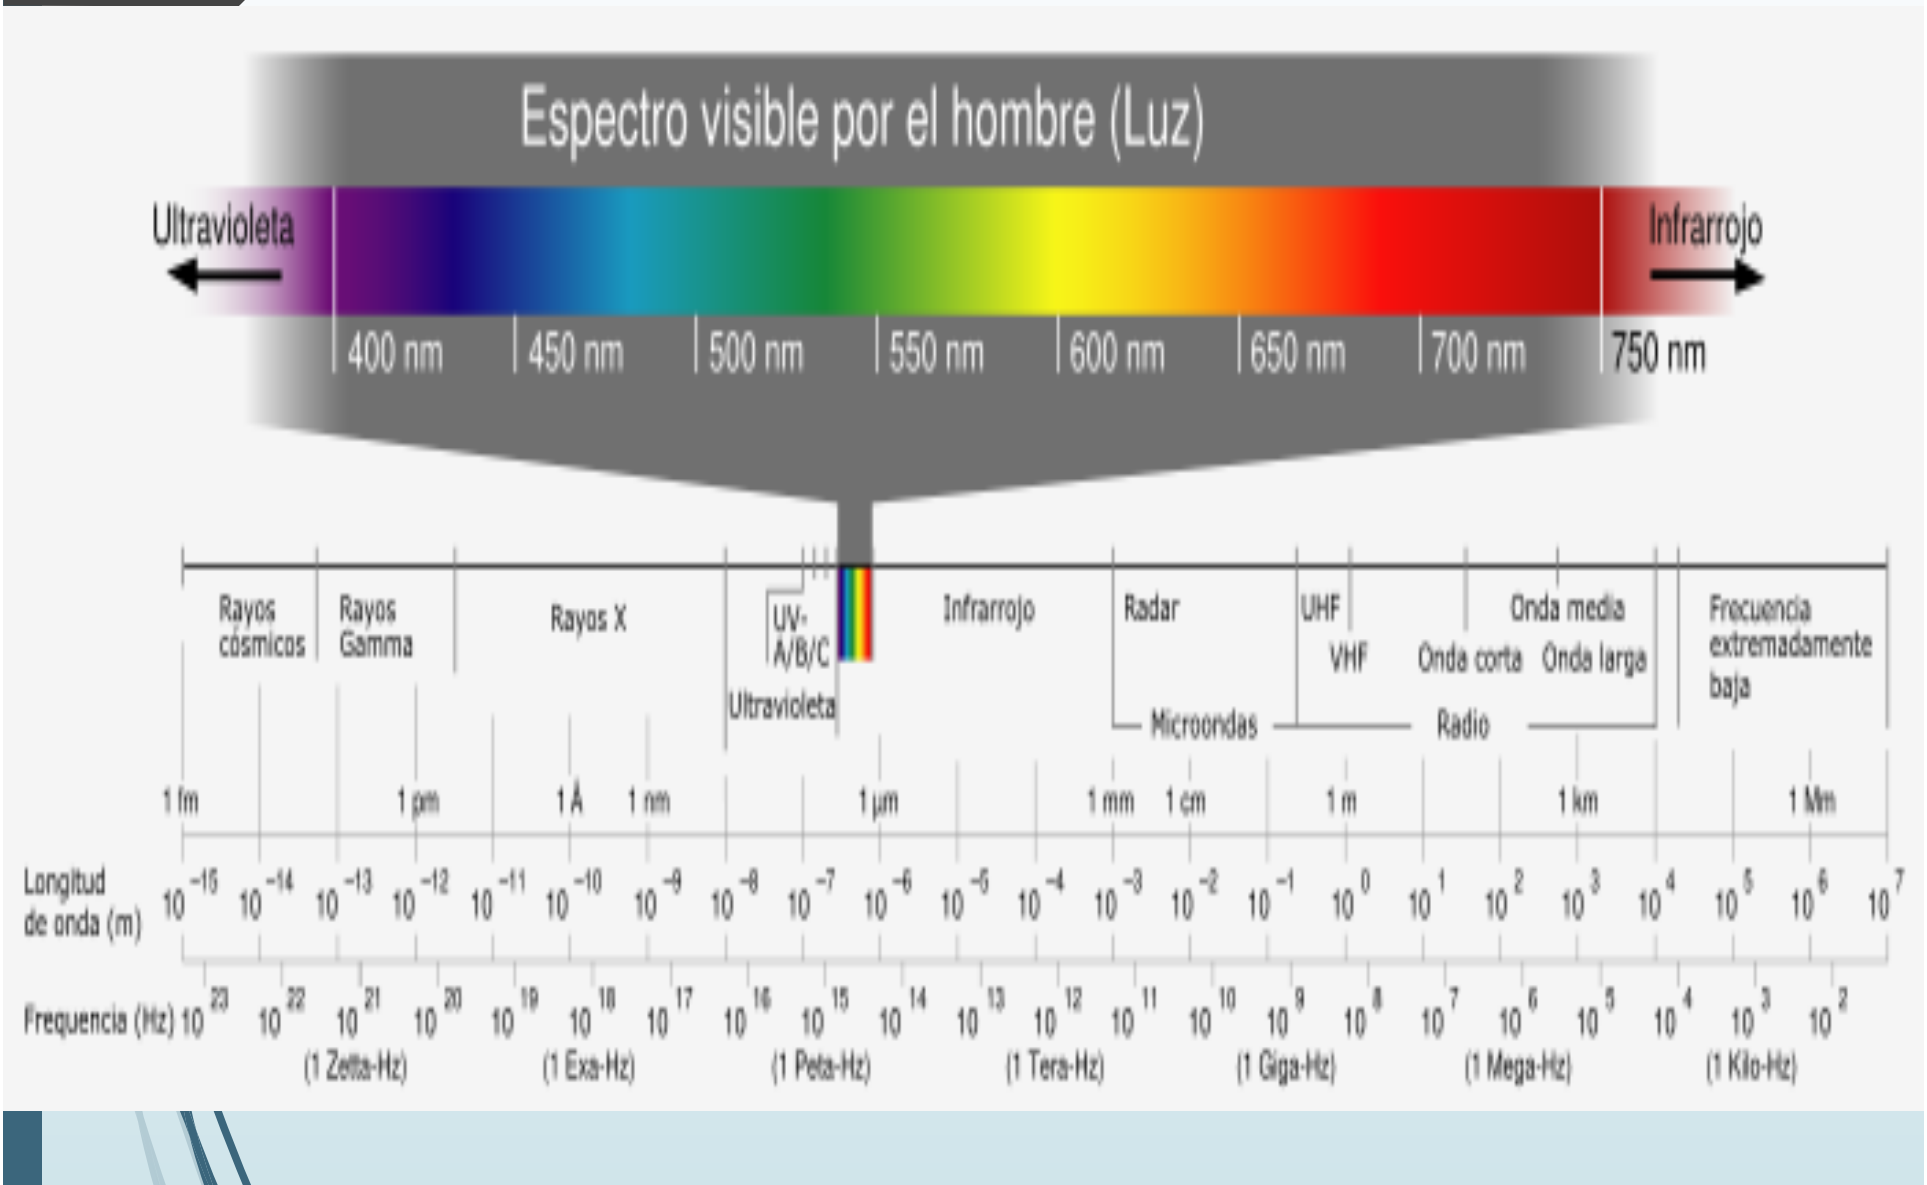 Espectro visible por el hombre (Luz)
Ultravioleta
Infrarrojo
400 nm 450 nm 500 nm 550 nm 600 nm 650 nm 700 nm 750 nm
Rayos
cósmicos
Rayos
Gamma
Rayos X
UV-
A/B/C
Ultravioleta
Infrarrojo
Radar
Microondas
UHF
VHF
Onda corta
Onda media
Onda larga
Radio
Frecuencia
extremadamente
baja
1 fm 1 pm 1 Å 1 nm 1 µm 1 mm 1 cm 1 m 1 km 1 Mm
Longitud
de onda (m)
10⁻¹⁵ 10⁻¹⁴ 10⁻¹³ 10⁻¹² 10⁻¹¹ 10⁻¹⁰ 10⁻⁹ 10⁻⁸ 10⁻⁷ 10⁻⁶ 10⁻⁵ 10⁻⁴ 10⁻³ 10⁻² 10⁻¹ 10⁰ 10¹ 10² 10³ 10⁴ 10⁵ 10⁶ 10⁷
Frequencia (Hz) 10²³ 10²² 10²¹ 10²⁰ 10¹⁹ 10¹⁸ 10¹⁷ 10¹⁶ 10¹⁵ 10¹⁴ 10¹³ 10¹² 10¹¹ 10¹⁰ 10⁹ 10⁸ 10⁷ 10⁶ 10⁵ 10⁴ 10³ 10²
(1 Zetta-Hz) (1 Exa-Hz) (1 Peta-Hz) (1 Tera-Hz) (1 Giga-Hz) (1 Mega-Hz) (1 Kilo-Hz)